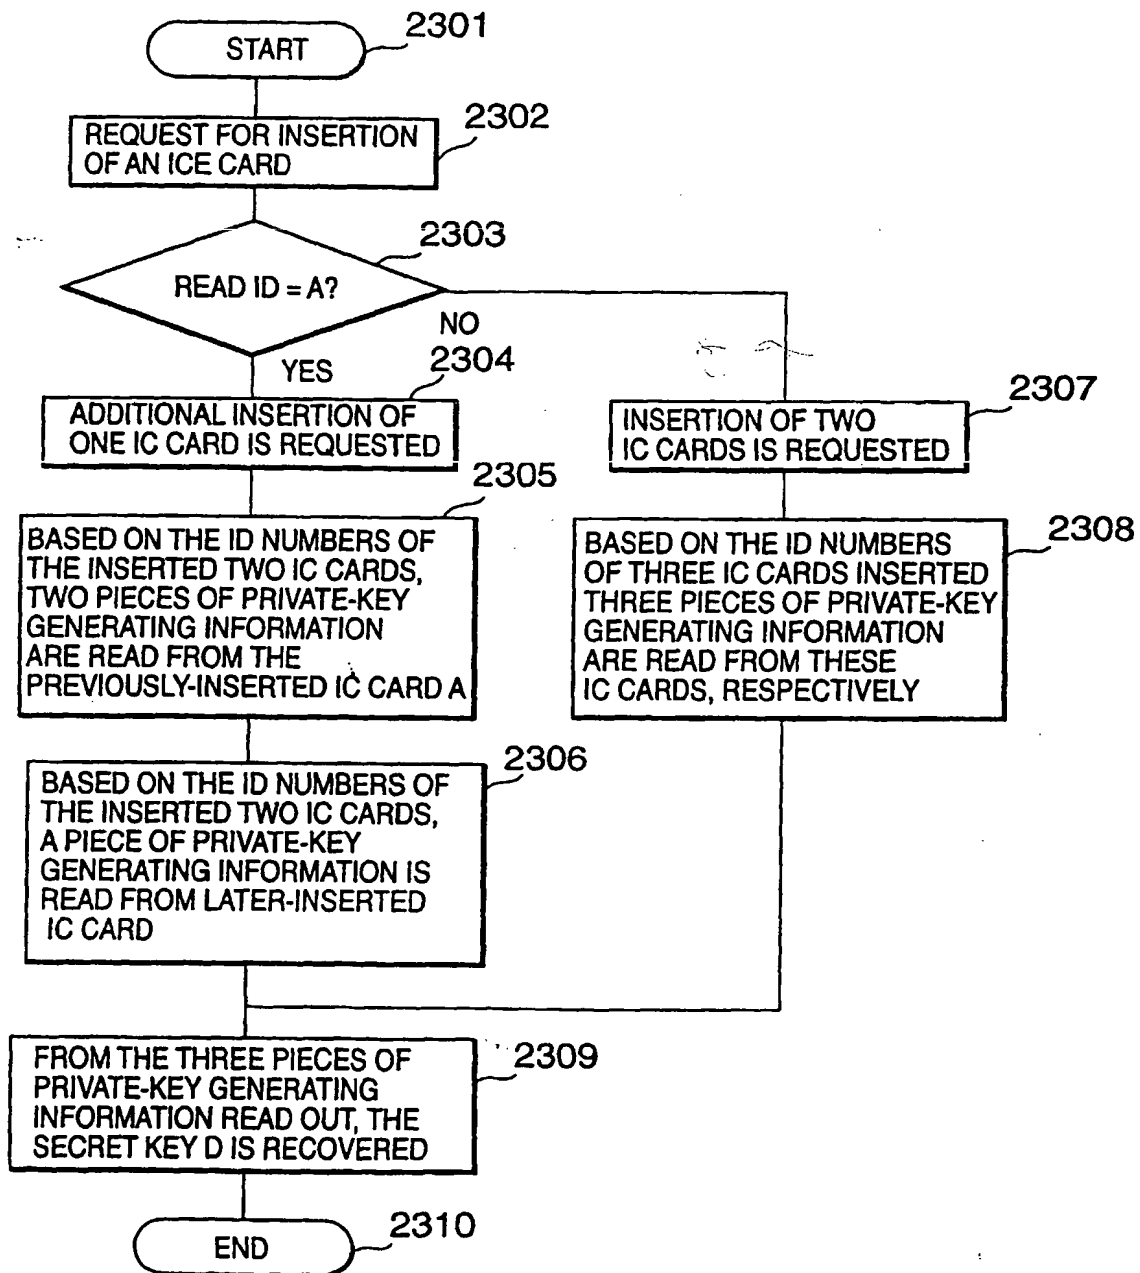 START
2301
REQUEST FOR INSERTION
OF AN ICE CARD
2302
READ ID = A?
2303
NO
YES
2304
ADDITIONAL INSERTION OF
ONE IC CARD IS REQUESTED
2305
BASED ON THE ID NUMBERS OF
THE INSERTED TWO IC CARDS,
TWO PIECES OF PRIVATE-KEY
GENERATING INFORMATION
ARE READ FROM THE
PREVIOUSLY-INSERTED IC CARD A
2306
BASED ON THE ID NUMBERS OF
THE INSERTED TWO IC CARDS,
A PIECE OF PRIVATE-KEY
GENERATING INFORMATION IS
READ FROM LATER-INSERTED
IC CARD
2307
INSERTION OF TWO
IC CARDS IS REQUESTED
2308
BASED ON THE ID NUMBERS
OF THREE IC CARDS INSERTED
THREE PIECES OF PRIVATE-KEY
GENERATING INFORMATION
ARE READ FROM THESE
IC CARDS, RESPECTIVELY
2309
FROM THE THREE PIECES OF
PRIVATE-KEY GENERATING
INFORMATION READ OUT, THE
SECRET KEY D IS RECOVERED
END
2310